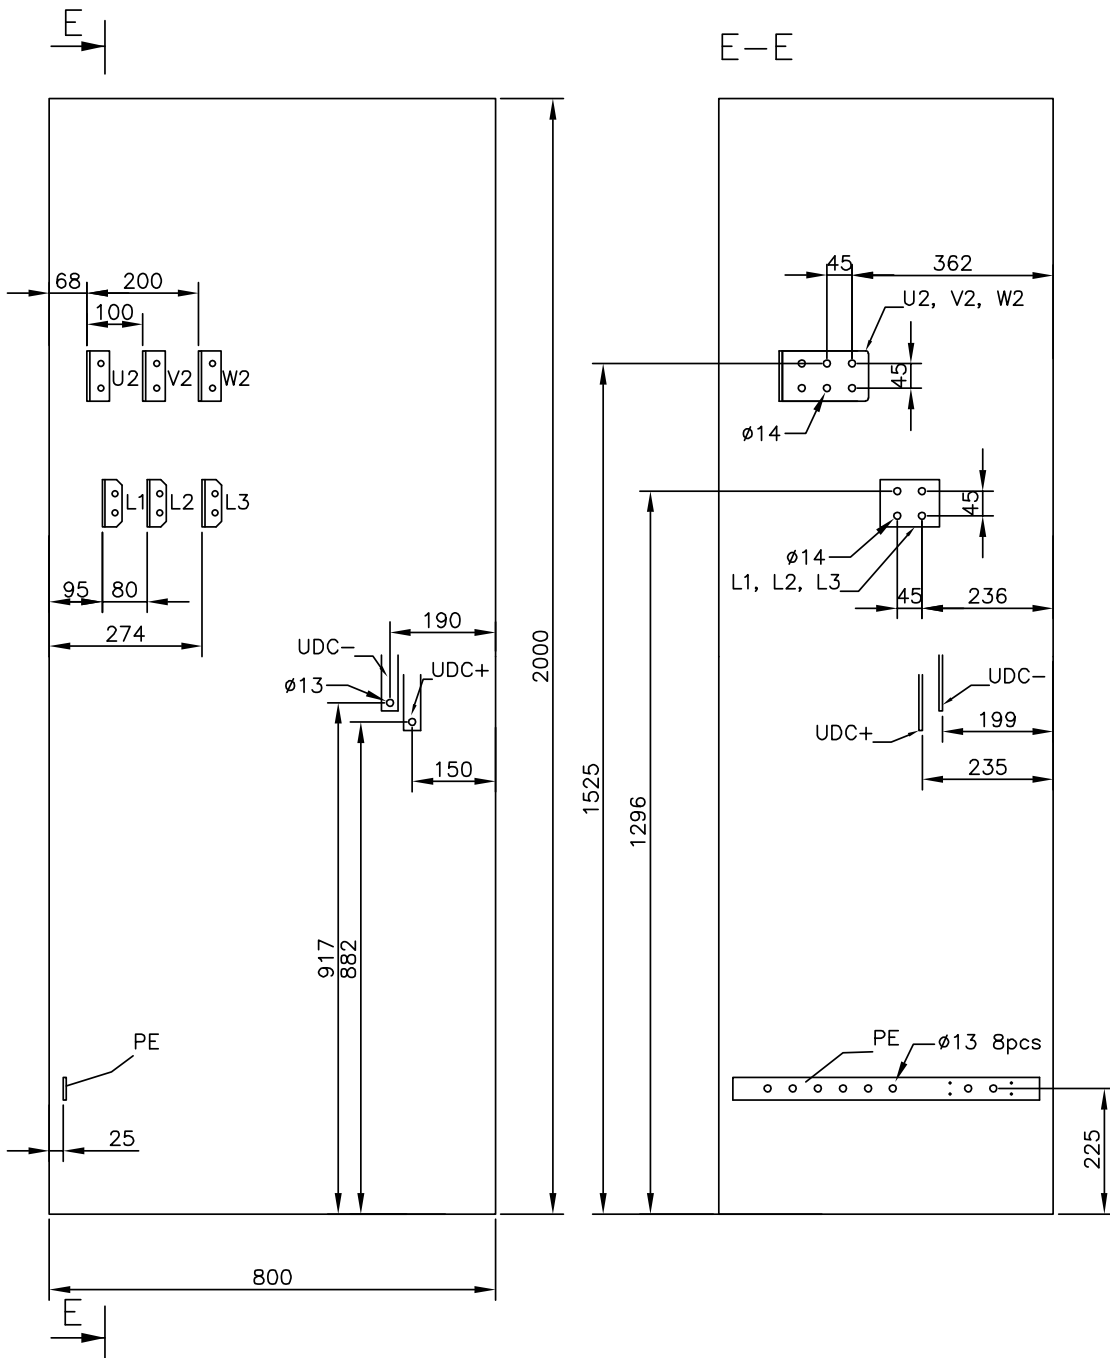 E
E–E
68
200
100
U2
V2
W2
L1
L2
L3
95
80
274
190
UDC–
UDC+
ø13
150
2000
917
882
PE
25
800
E
45
362
U2, V2, W2
45
ø14
45
ø14
L1, L2, L3
45
236
UDC–
UDC+
199
235
1525
1296
PE
ø13 8pcs
225